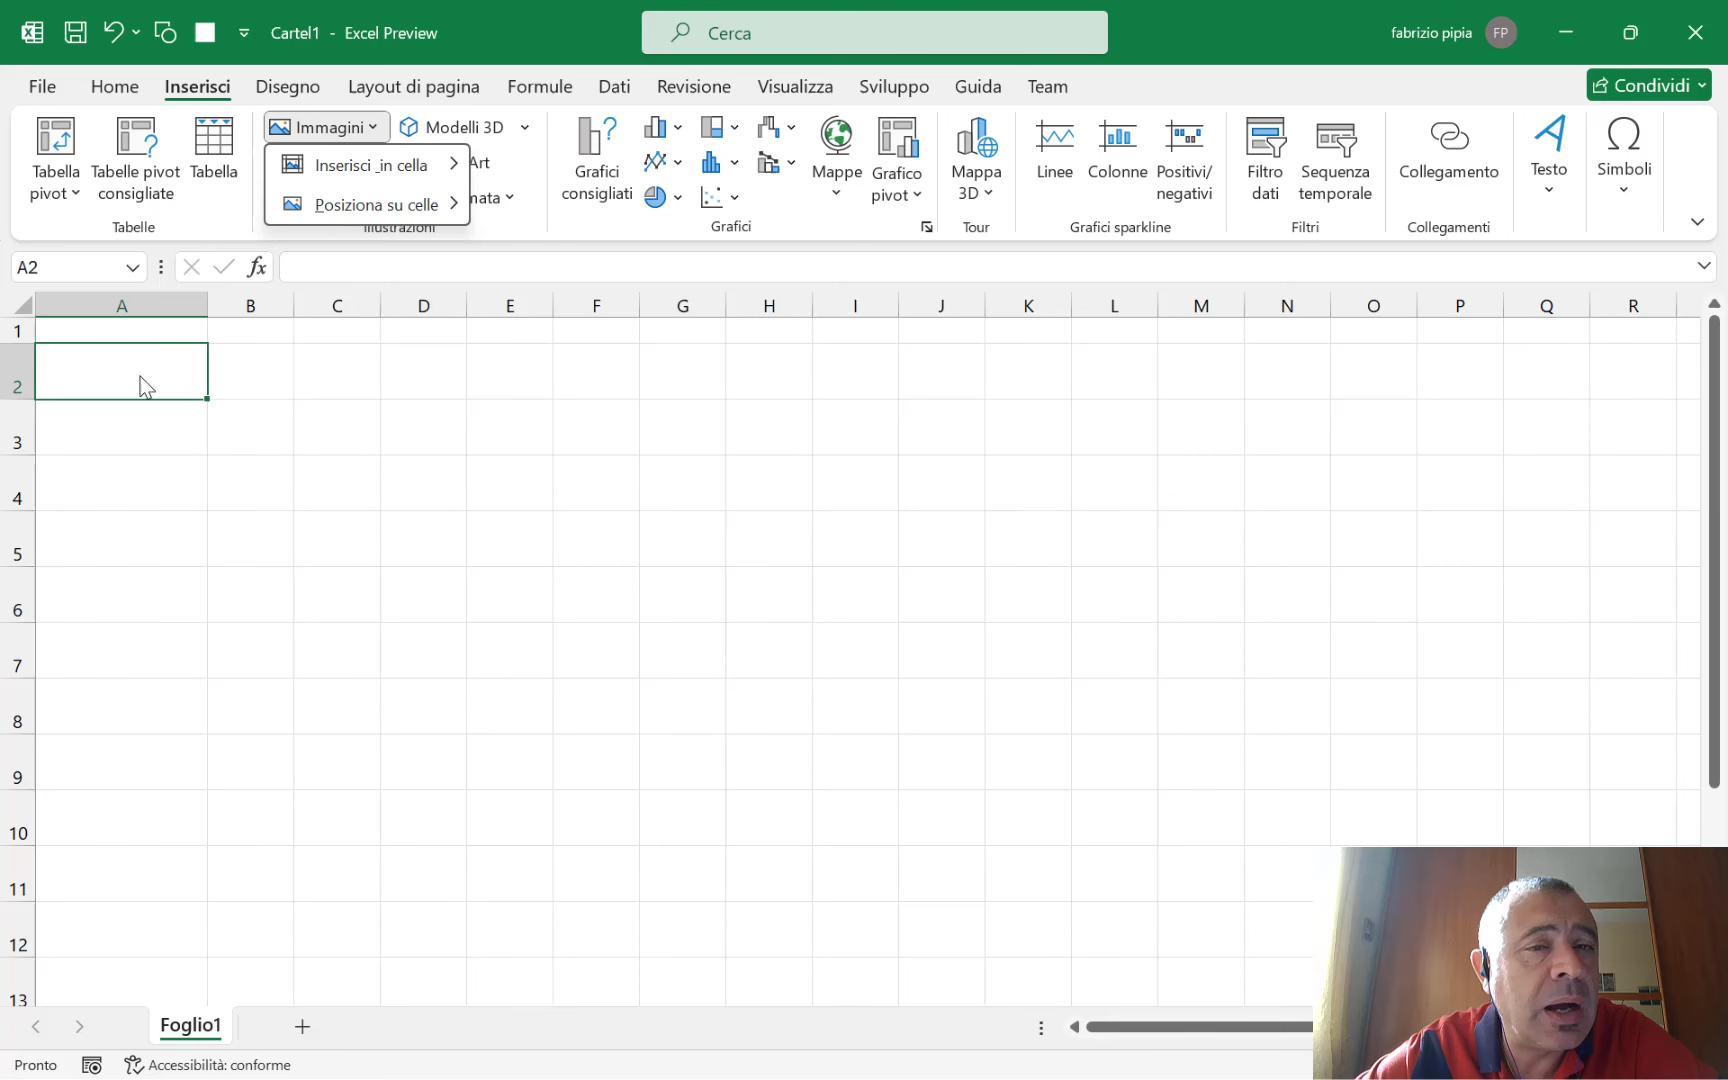 Cartel1 - Excel Preview
Cerca
fabrizio pipia
FP
File
Home
Inserisci
Disegno
Layout di pagina
Formule
Dati
Revisione
Visualizza
Sviluppo
Guida
Team
Condividi
Tabella pivot
Tabelle pivot consigliate
Tabella
Tabelle
Immagini
Modelli 3D
Inserisci _in cella
Posiziona su celle
Art
nata
Illustrazioni
Grafici consigliati
Mappe
Grafico pivot
Grafici
Mappa 3D
Tour
Linee
Colonne
Positivi/ negativi
Grafici sparkline
Filtro dati
Sequenza temporale
Filtri
Collegamento
Collegamenti
Testo
Simboli
A2
fx
A B C D E F G H I J K L M N O P Q R
1
2
3
4
5
6
7
8
9
10
11
12
13
Foglio1
Pronto
Accessibilità: conforme